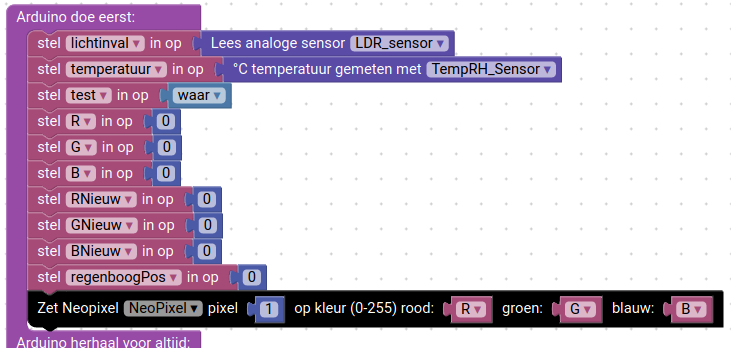 Arduino doe eerst:
stel lichtinval in op Lees analoge sensor LDR_sensor
stel temperatuur in op °C temperatuur gemeten met TempRH_Sensor
stel test in op waar
stel R in op 0
stel G in op 0
stel B in op 0
stel RNieuw in op 0
stel GNieuw in op 0
stel BNieuw in op 0
stel regenboogPos in op 0
Zet Neopixel NeoPixel pixel 1 op kleur (0-255) rood: R groen: G blauw: B
Arduino herhaal voor altijd: